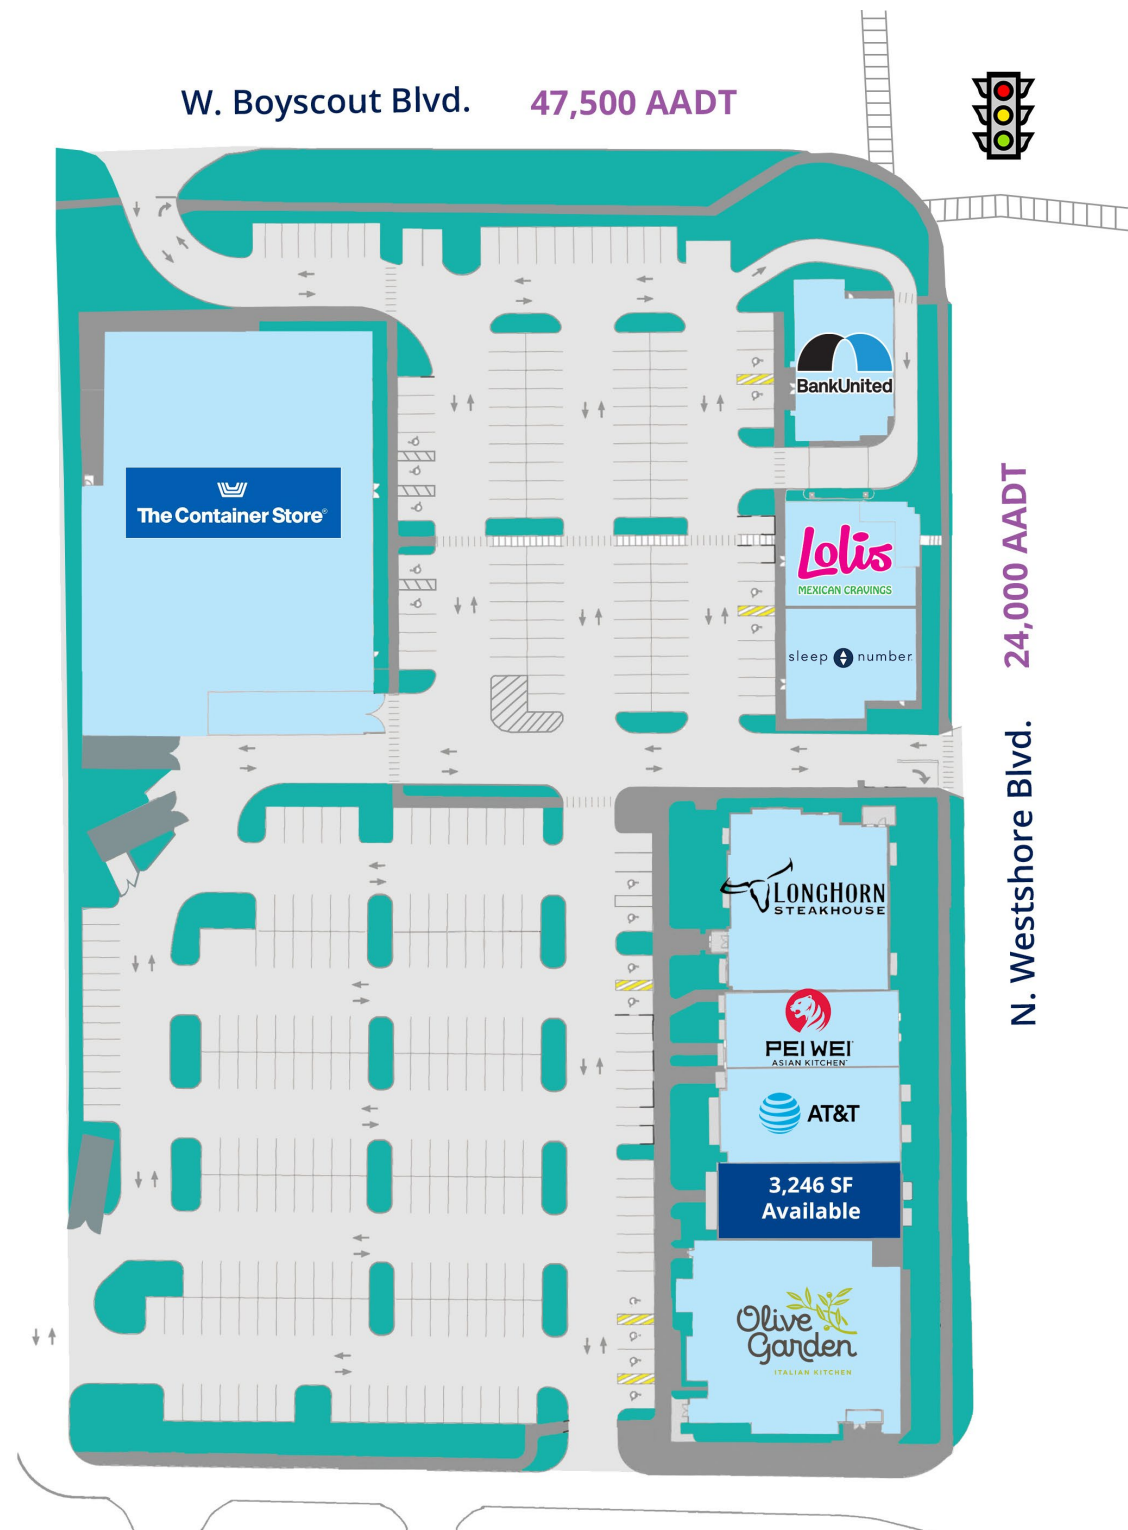 W. Boyscout Blvd. 47,500 AADT
BankUnited
The Container Store®
Lolis
MEXICAN CRAVINGS
sleep number
24,000 AADT
N. Westshore Blvd.
LONGHORN
STEAKHOUSE
PEI WEI
ASIAN KITCHEN
AT&T
3,246 SF
Available
Olive
Garden
ITALIAN KITCHEN